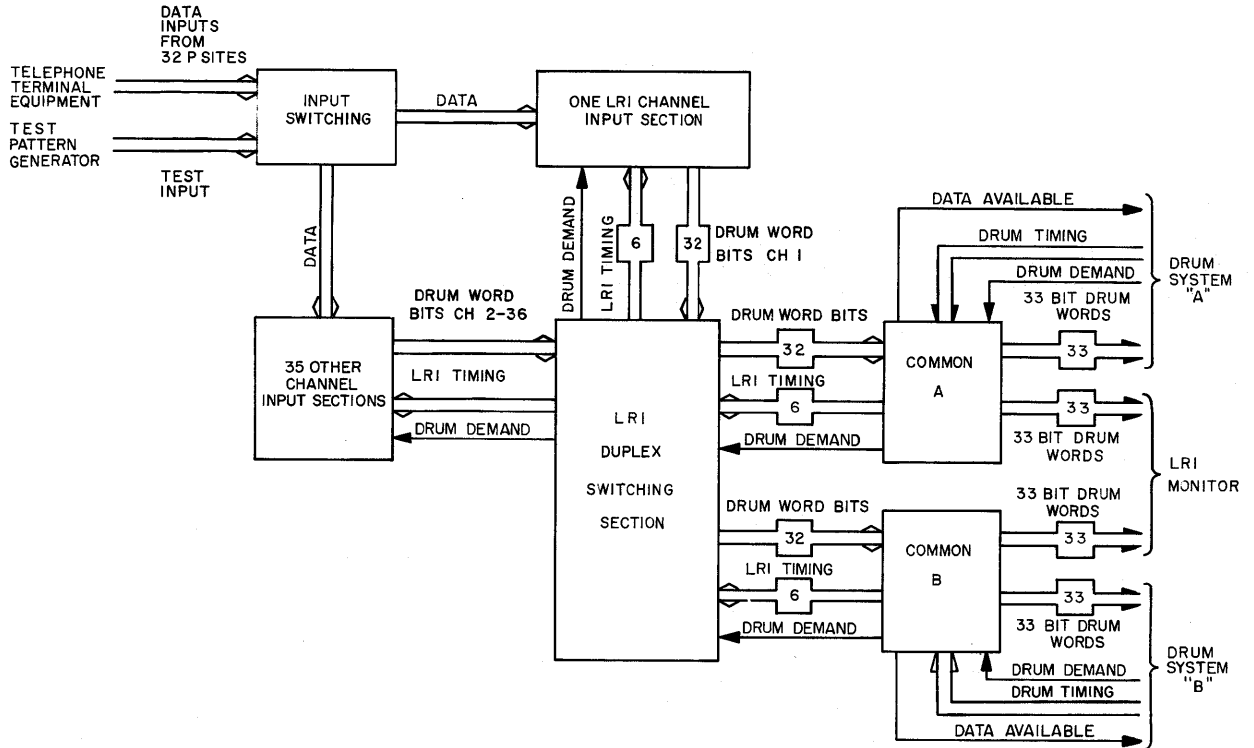 DATA
INPUTS
FROM
32 P SITES
TELEPHONE
TERMINAL
EQUIPMENT
TEST
PATTERN
GENERATOR
TEST
INPUT
INPUT
SWITCHING
DATA
ONE LRI CHANNEL
INPUT SECTION
DATA
DRUM DEMAND
LRI TIMING
6
32
DRUM WORD
BITS CH 1
35 OTHER
CHANNEL
INPUT SECTIONS
DRUM WORD
BITS CH 2-36
LRI TIMING
DRUM DEMAND
LRI
DUPLEX
SWITCHING
SECTION
DRUM WORD BITS
32
LRI TIMING
6
DRUM DEMAND
DRUM WORD BITS
32
LRI TIMING
6
DRUM DEMAND
COMMON
A
COMMON
B
DATA AVAILABLE
DRUM TIMING
DRUM DEMAND
33 BIT DRUM
WORDS
33
33
33 BIT DRUM
WORDS
33 BIT DRUM
WORDS
33
33
33 BIT DRUM
WORDS
DRUM DEMAND
DRUM TIMING
DATA AVAILABLE
DRUM
SYSTEM
"A"
LRI
MONITOR
DRUM
SYSTEM
"B"